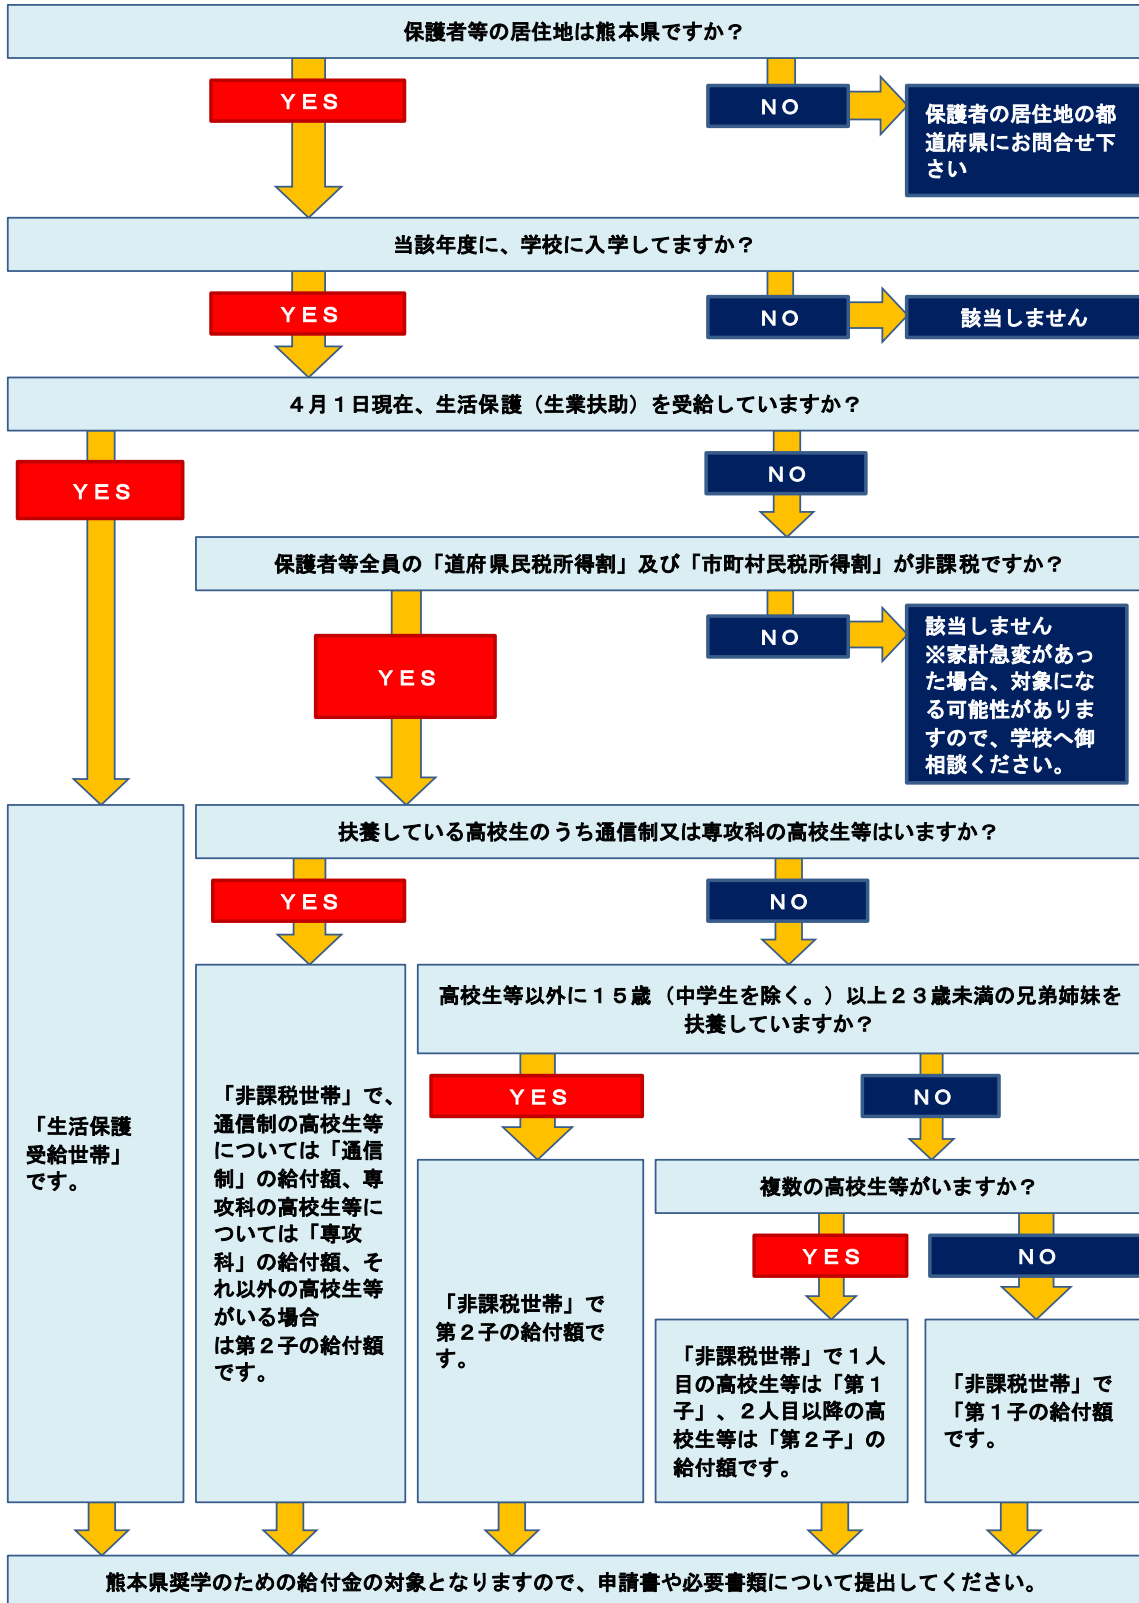 保護者等の居住地は熊本県ですか？
ＹＥＳ
ＮＯ
保護者の居住地の都
道府県にお問合せ下
さい
当該年度に、学校に入学してますか？
ＹＥＳ
ＮＯ
該当しません
４月１日現在、生活保護（生業扶助）を受給していますか？
ＹＥＳ
ＮＯ
保護者等全員の「道府県民税所得割」及び「市町村民税所得割」が非課税ですか？
ＹＥＳ
ＮＯ
該当しません
※家計急変があっ
た場合、対象にな
る可能性がありま
すので、学校へ御
相談ください。
扶養している高校生のうち通信制又は専攻科の高校生等はいますか？
ＹＥＳ
ＮＯ
高校生等以外に１５歳（中学生を除く。）以上２３歳未満の兄弟姉妹を
扶養していますか？
ＹＥＳ
ＮＯ
「生活保護
受給世帯」
です。
「非課税世帯」で、
通信制の高校生等
については「通信
制」の給付額、専
攻科の高校生等に
ついては「専攻
科」の給付額、そ
れ以外の高校生等
がいる場合
は第２子の給付額
です。
「非課税世帯」で
第２子の給付額で
す。
複数の高校生等がいますか？
ＹＥＳ
ＮＯ
「非課税世帯」で１人
目の高校生等は「第１
子」、２人目以降の高
校生等は「第２子」の
給付額です。
「非課税世帯」で
「第１子の給付額
です。
熊本県奨学のための給付金の対象となりますので、申請書や必要書類について提出してください。